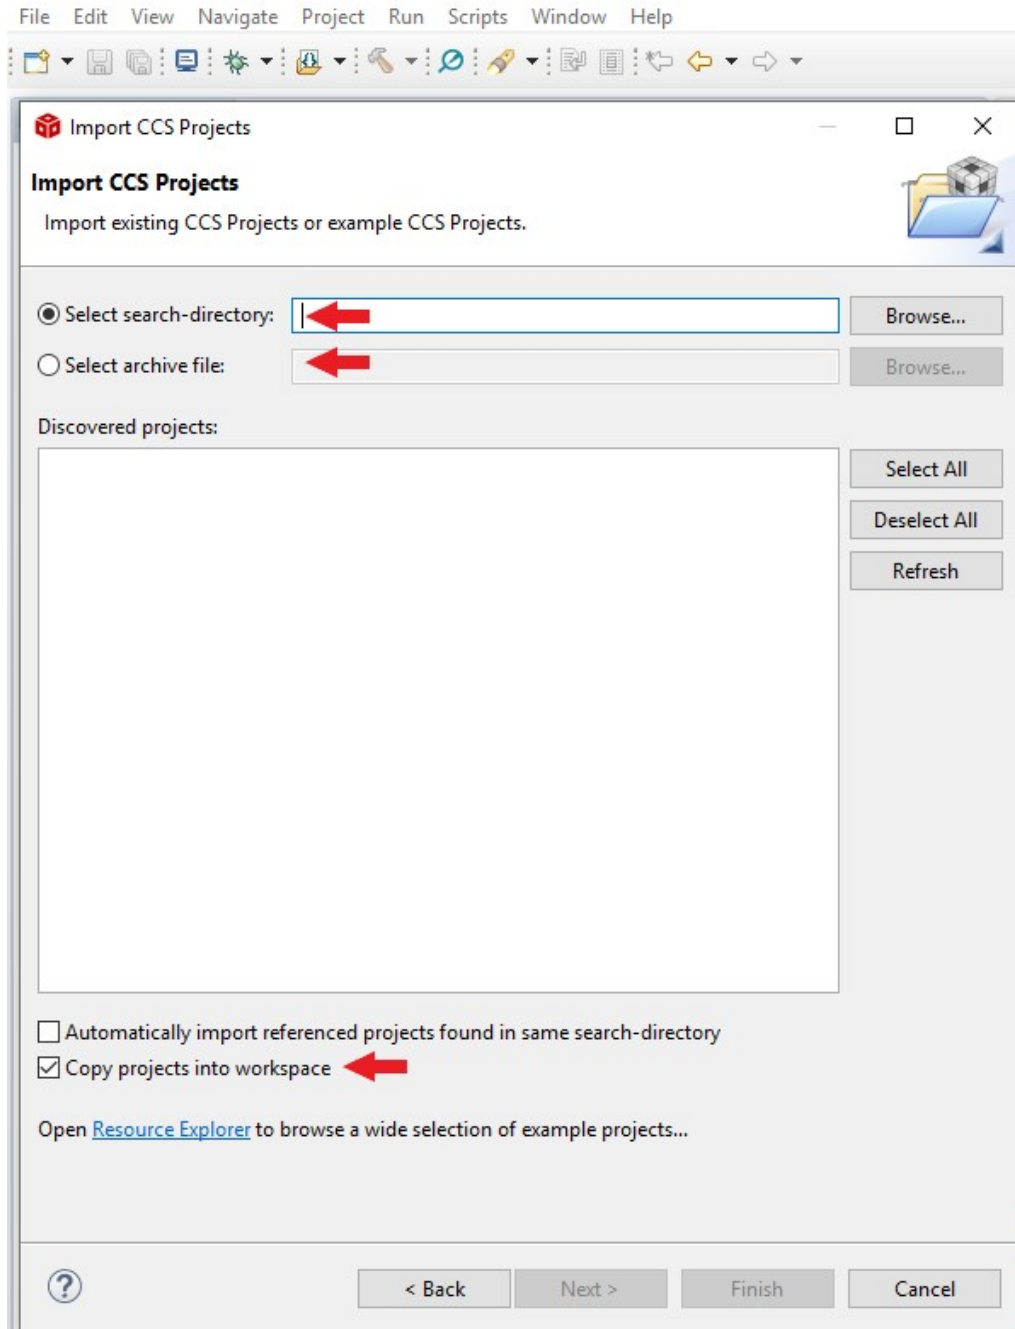 File Edit View Navigate Project Run Scripts Window Help
Import CCS Projects
Import CCS Projects
Import existing CCS Projects or example CCS Projects.
Select search-directory: Browse...
Select archive file: Browse...
Discovered projects:
Select All
Deselect All
Refresh
Automatically import referenced projects found in same search-directory
Copy projects into workspace
Open Resource Explorer to browse a wide selection of example projects...
? < Back Next > Finish Cancel